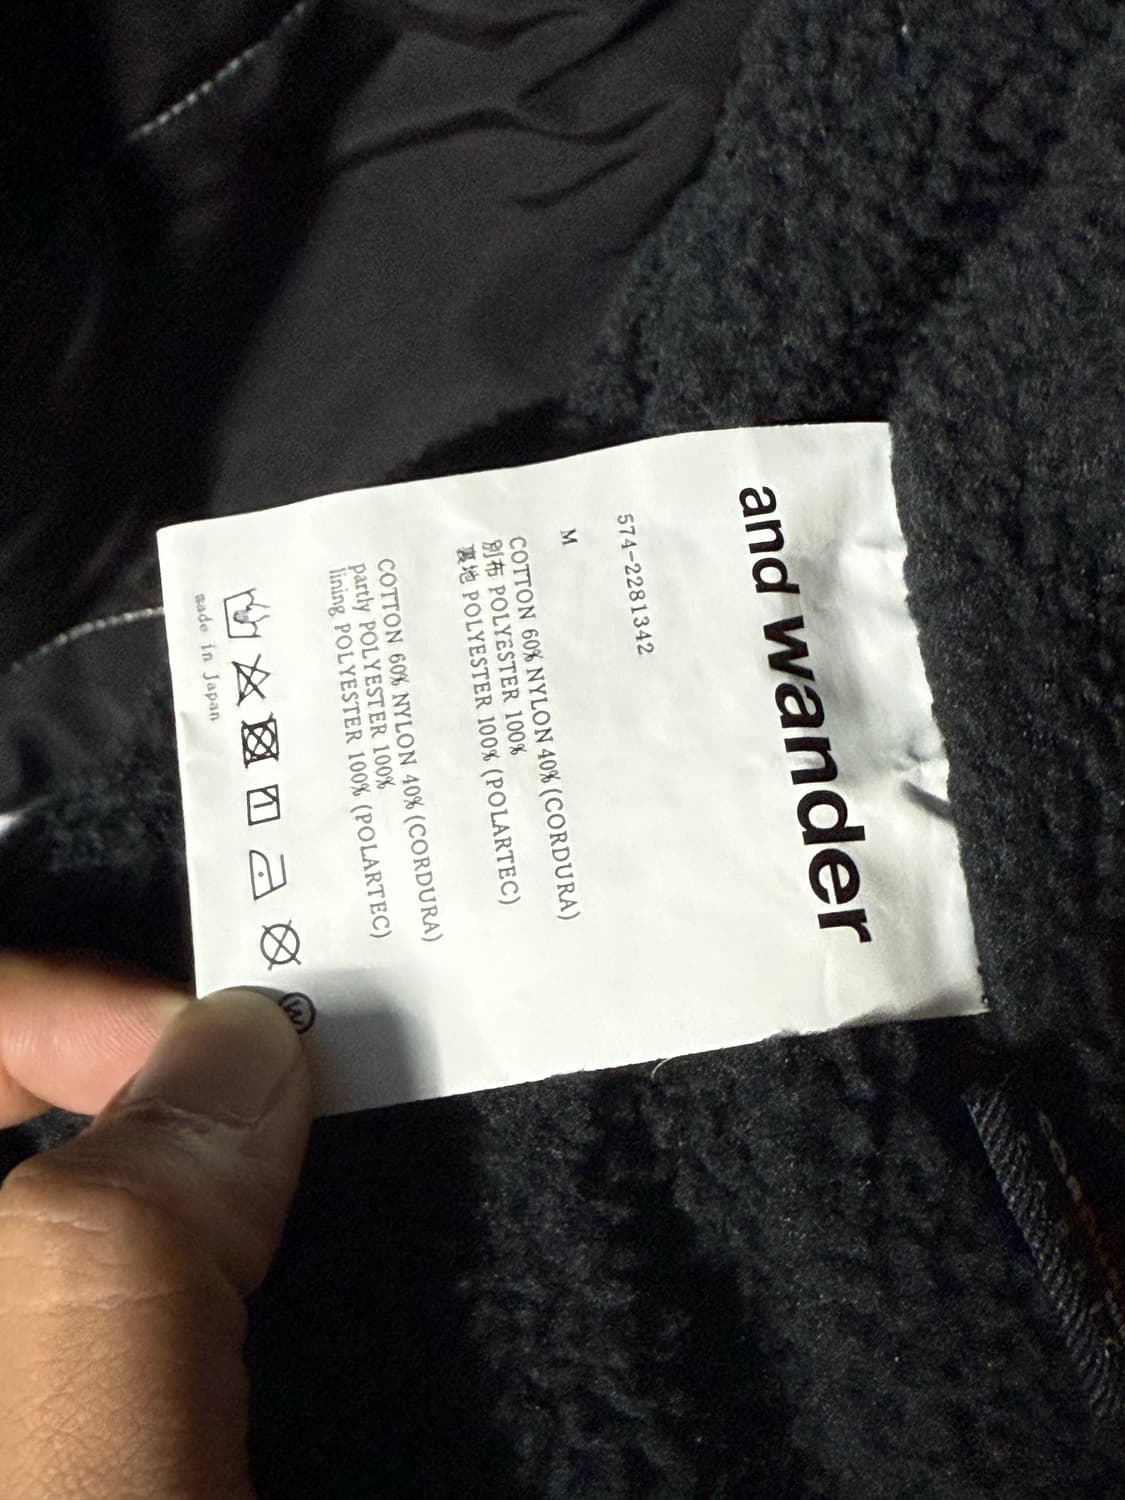 and wander
574-2281342
M
COTTON 60% NYLON 40% (CORDURA)
別布 POLYESTER 100%
裏地 POLYESTER 100% (POLARTEC)
COTTON 60% NYLON 40% (CORDURA)
partly POLYESTER 100%
lining POLYESTER 100% (POLARTEC)
W
made in Japan